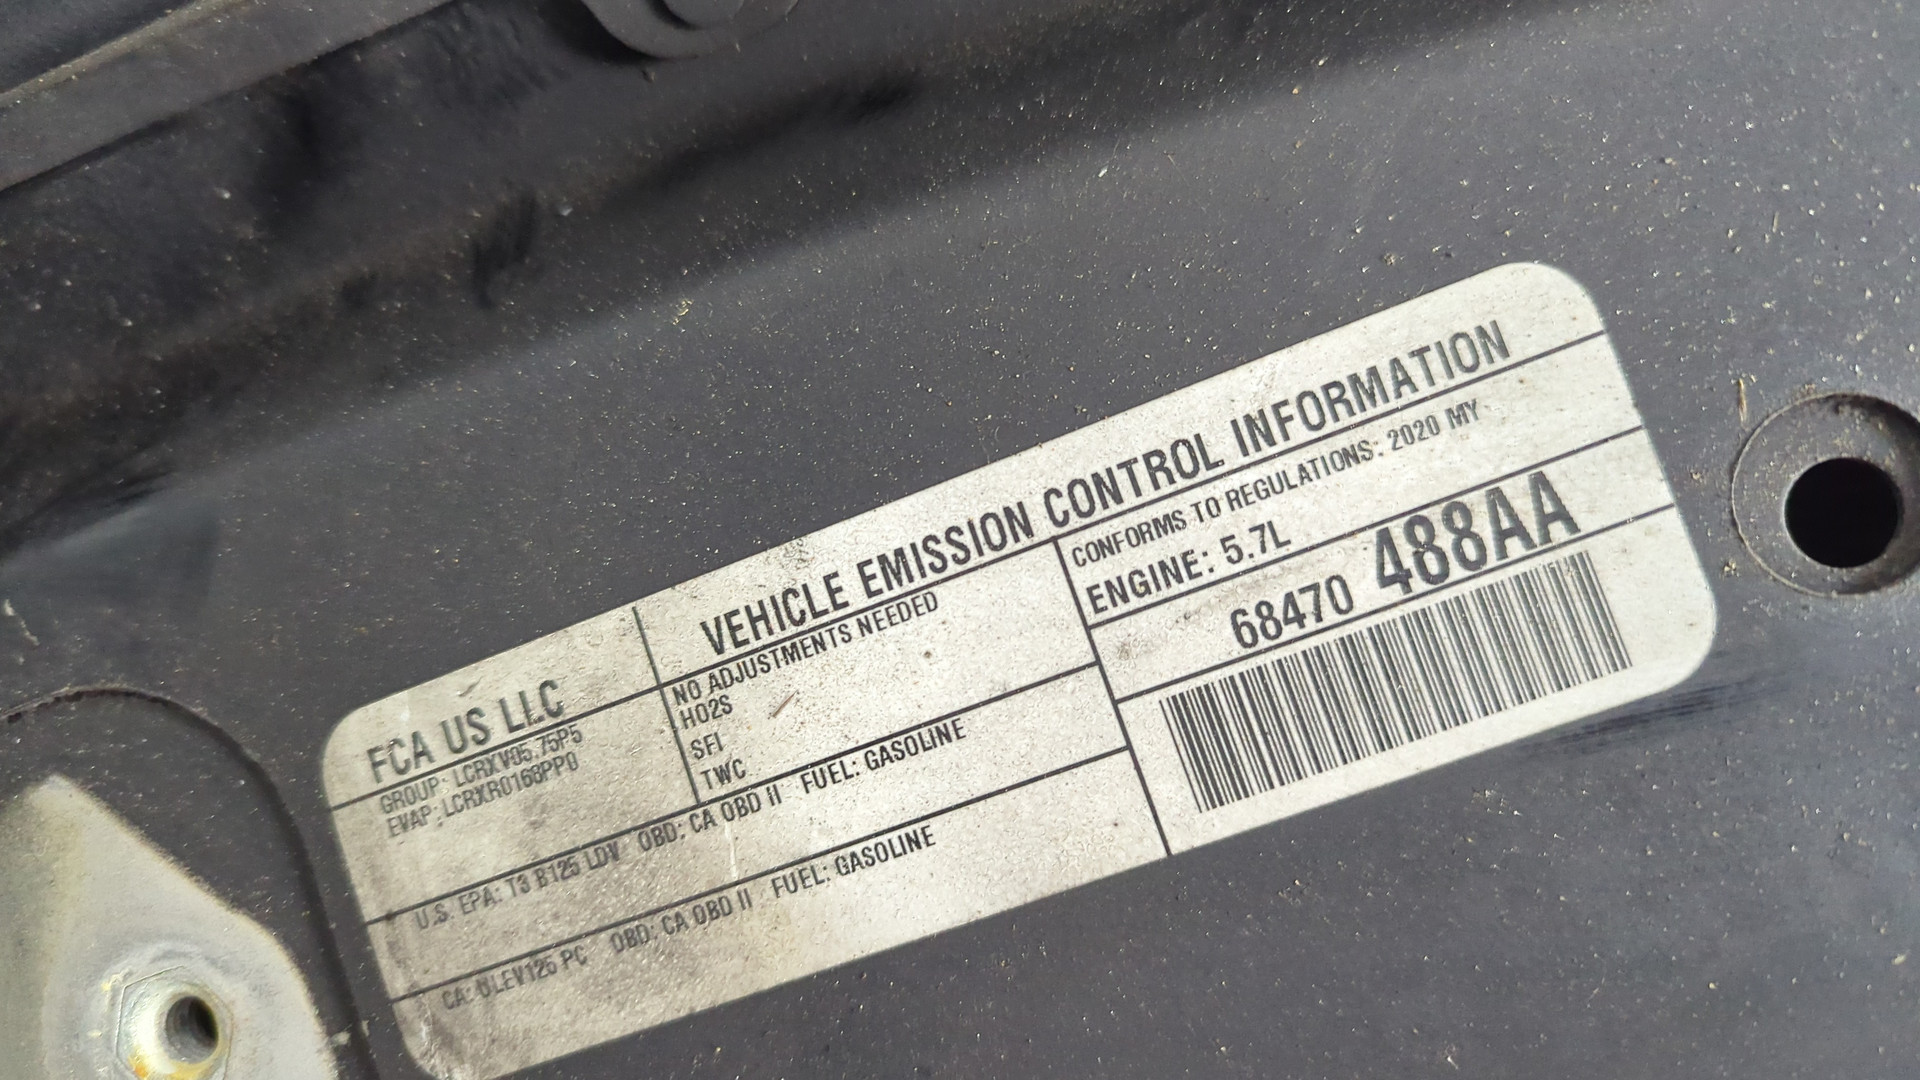 VEHICLE EMISSION CONTROL INFORMATION
FCA US LLC
GROUP: LCRXV05.75P5
EVAP: LCRXR0168PP0
NO ADJUSTMENTS NEEDED
HO2S
SFI
TWC
CONFORMS TO REGULATIONS: 2020 MY
ENGINE: 5.7L
68470 488AA
U.S. EPA: T3 B125 LDV OBD: CA OBD II FUEL: GASOLINE
CA: ULEV125 PC OBD: CA OBD II FUEL: GASOLINE